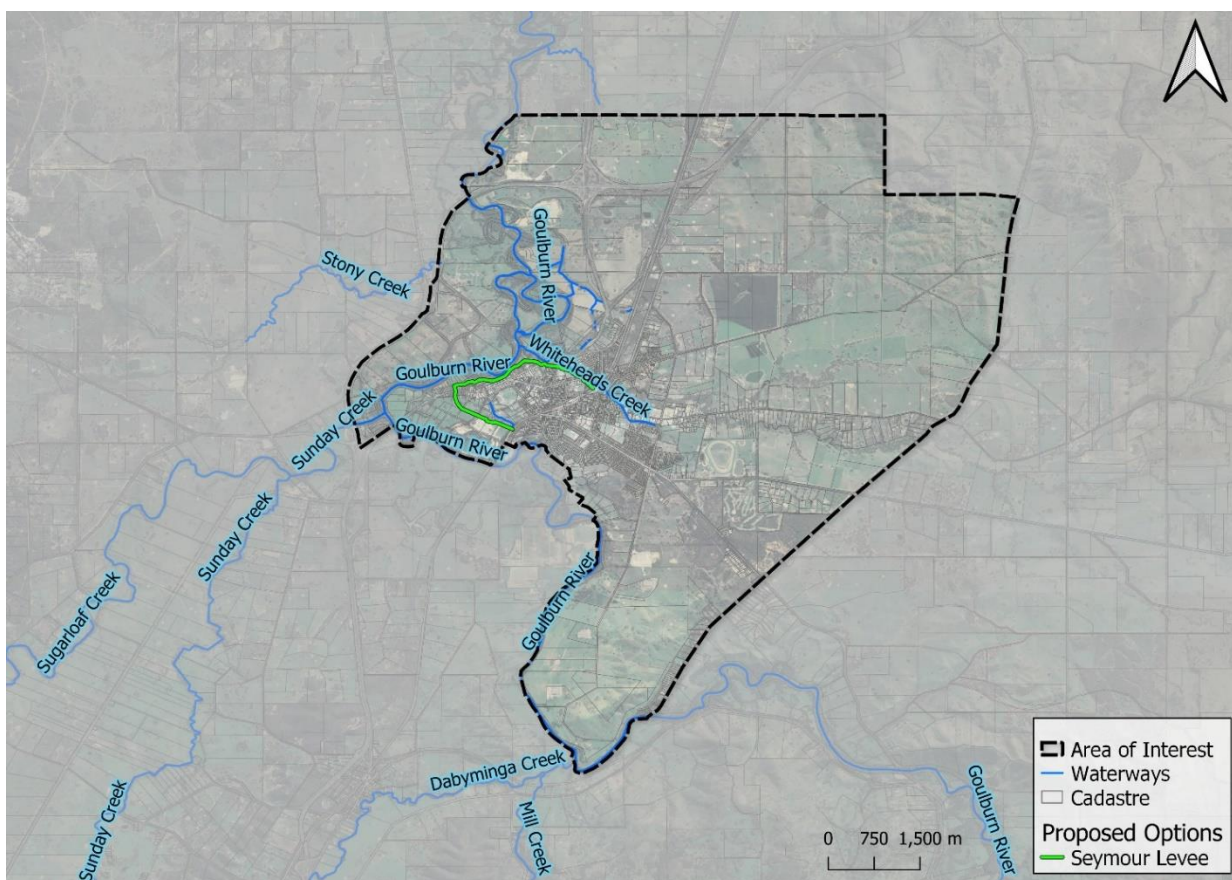 Goulburn River
Stony Creek
Whiteheads Creek
Goulburn River
Sunday Creek
Goulburn River
Sunday Creek
Goulburn River
Sugarloaf Creek
Dabyminga Creek
Mill Creek
Sunday Creek
Goulburn River
0 750 1,500 m
Area of Interest
Waterways
Cadastre
Proposed Options
Seymour Levee